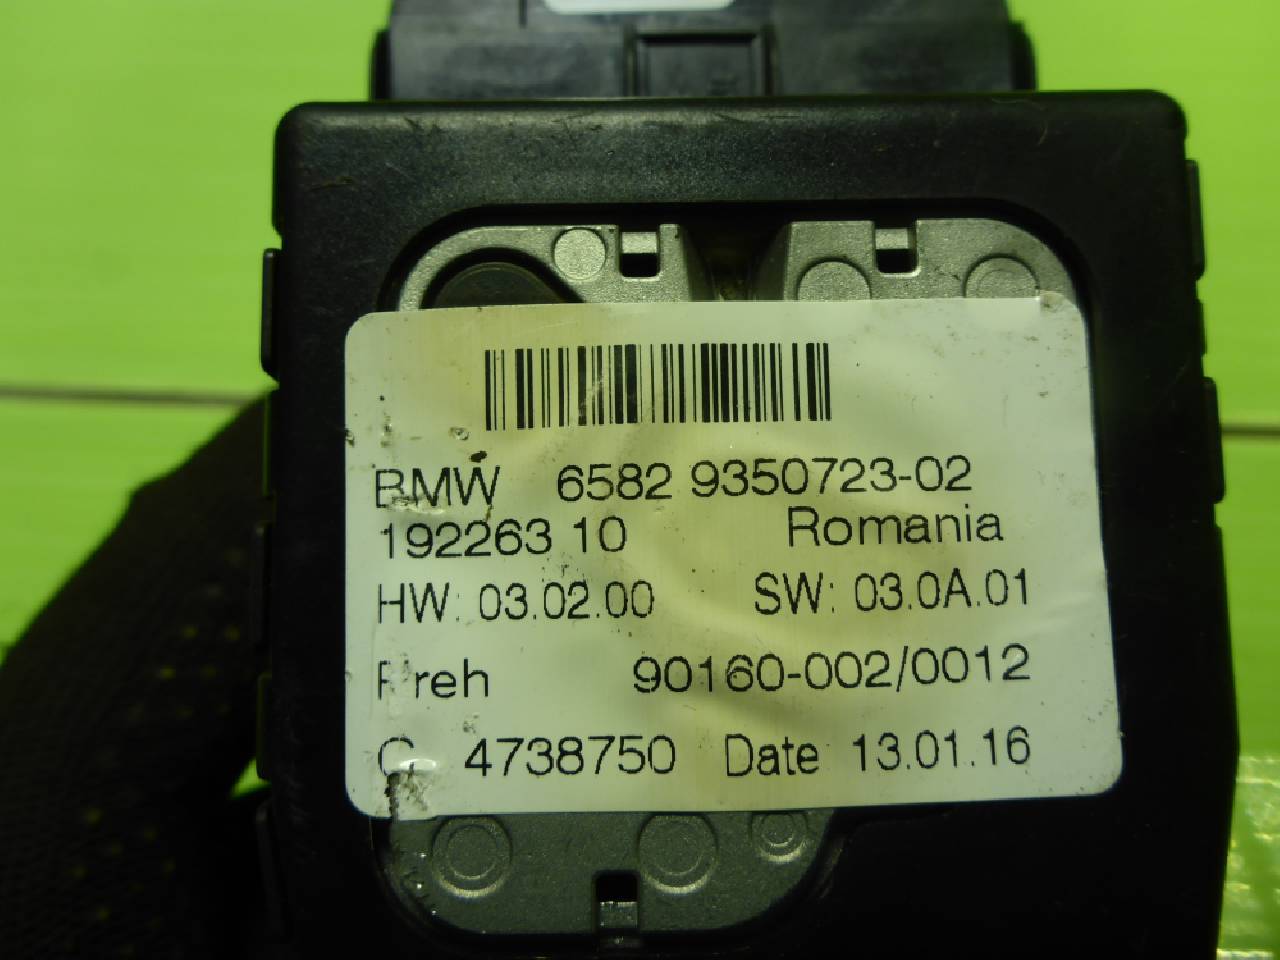 BMW 6582 9350723-02
192263 10 Romania
HW: 03.02.00 SW: 03.0A.01
Preh 90160-002/0012
4738750 Date 13.01.16